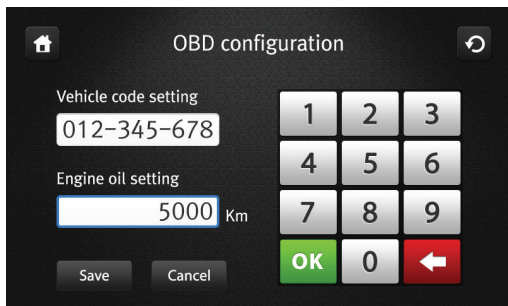 OBD configuration
Vehicle code setting
012-345-678
Engine oil setting
5000 Km
Save Cancel
1 2 3
4 5 6
7 8 9
OK 0